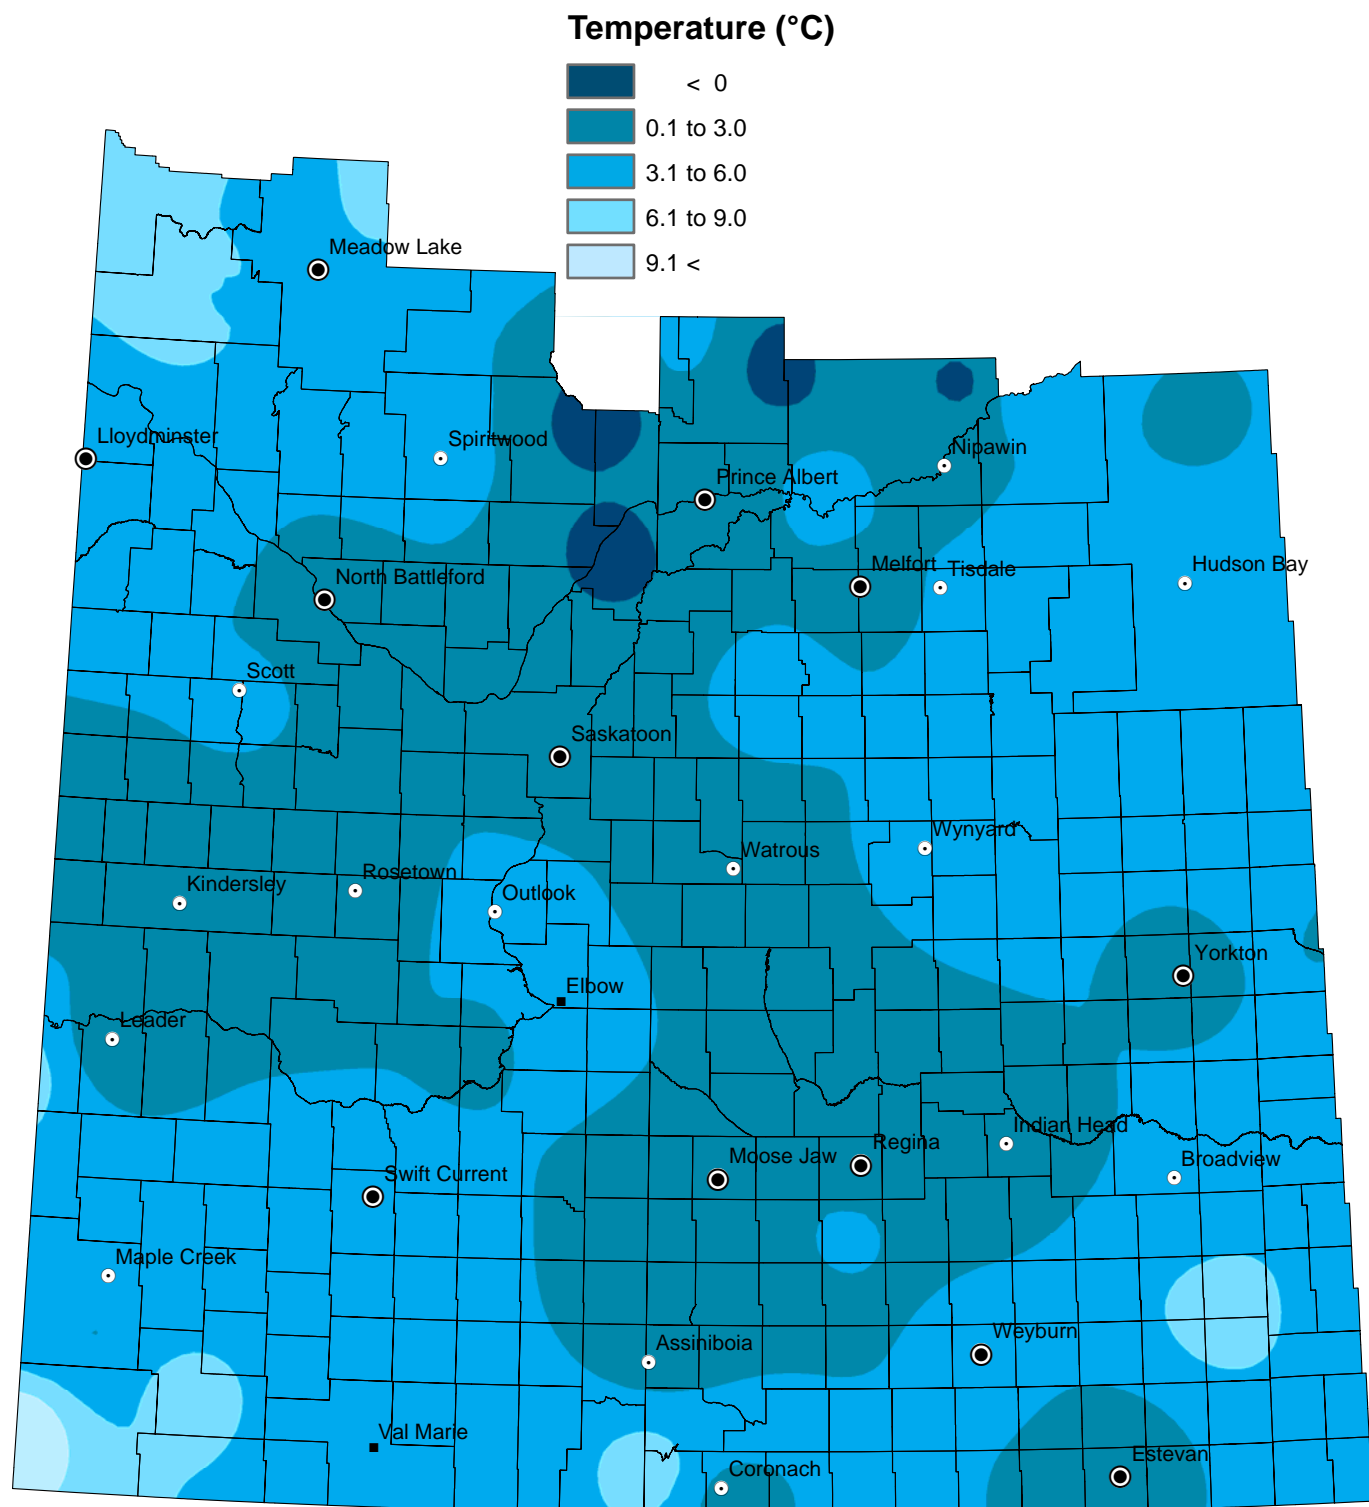 Temperature (°C)
< 0
0.1 to 3.0
3.1 to 6.0
6.1 to 9.0
9.1 <
Meadow Lake
Lloydminster
Spiritwood
Nipawin
Prince Albert
Hudson Bay
Melfort
Tisdale
North Battleford
Scott
Saskatoon
Wynyard
Watrous
Rosetown
Kindersley
Outlook
Yorkton
Elbow
Leader
Indian Head
Regina
Moose Jaw
Broadview
Swift Current
Maple Creek
Weyburn
Assiniboia
Val Marie
Estevan
Coronach